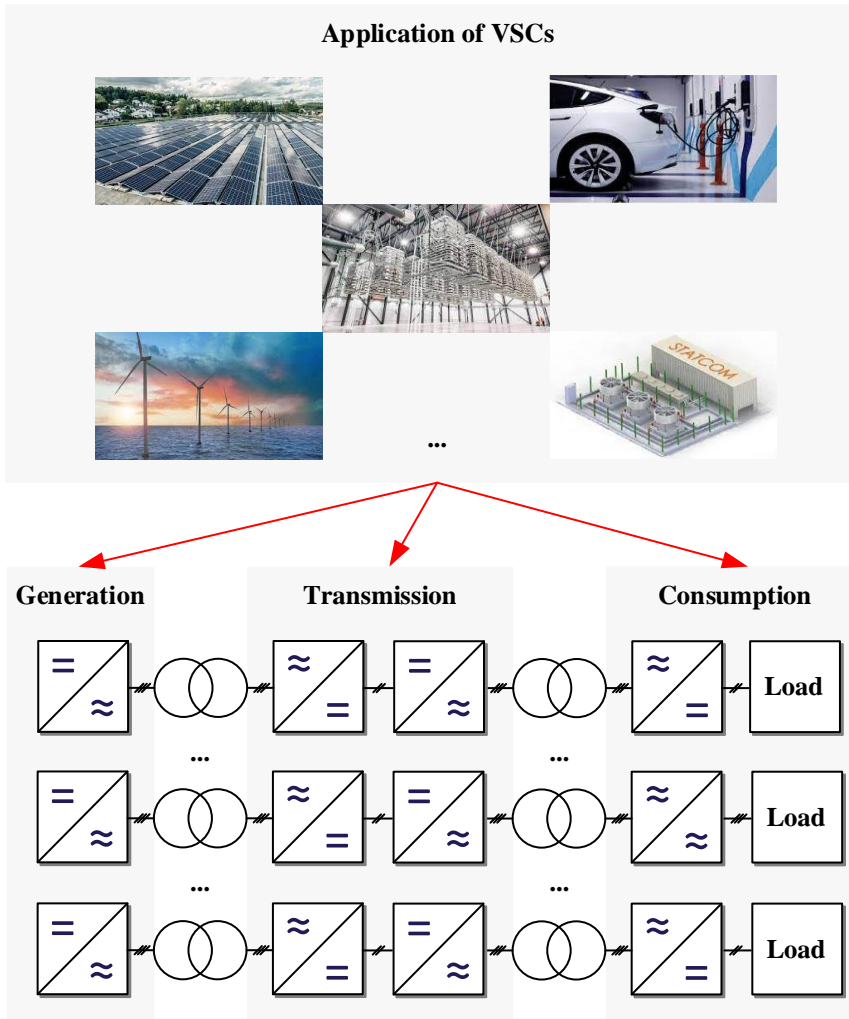 Application of VSCs
STATCOM
...
Generation
Transmission
Consumption
Load
...
...
Load
...
...
Load